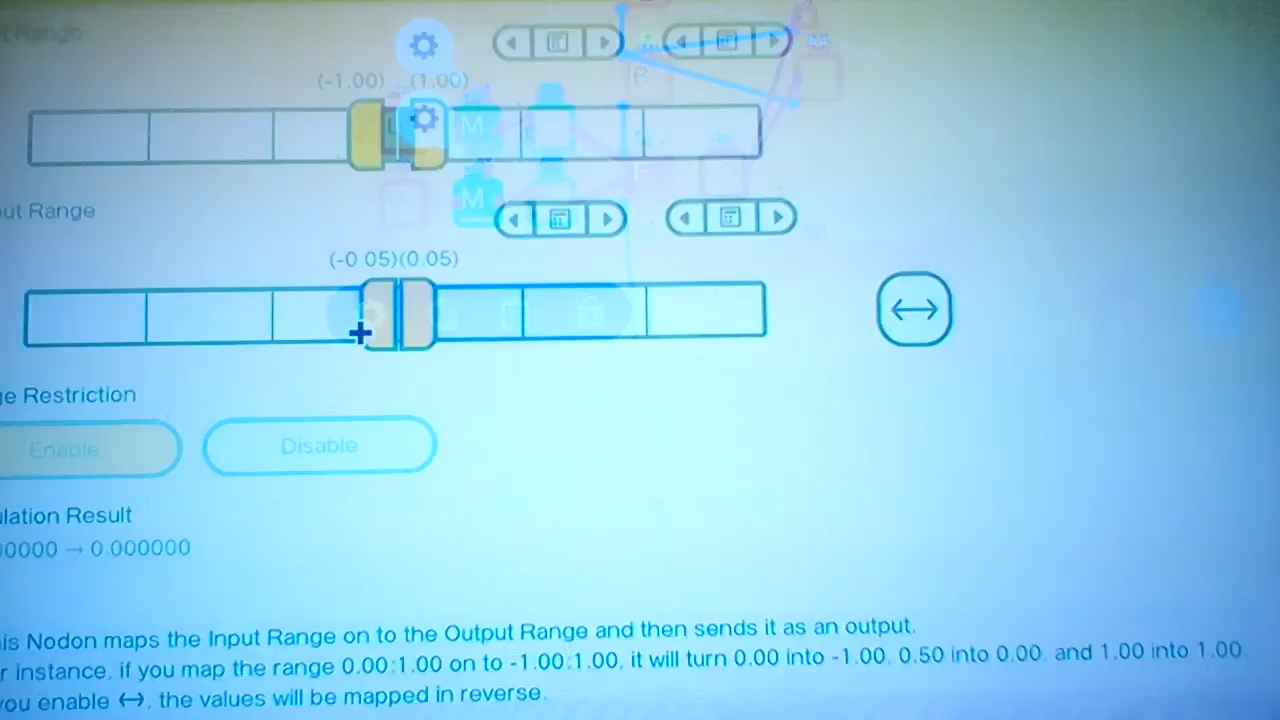 Range
(-1.00) (1.00)
B
M
M
ut Range
(-0.05)(0.05)
ge Restriction
Enable
Disable
lation Result
00000 → 0.000000
is Nodon maps the Input Range on to the Output Range and then sends it as an output.
r instance, if you map the range 0.00:1.00 on to -1.00:1.00, it will turn 0.00 into -1.00, 0.50 into 0.00, and 1.00 into 1.00.
you enable ↔, the values will be mapped in reverse.